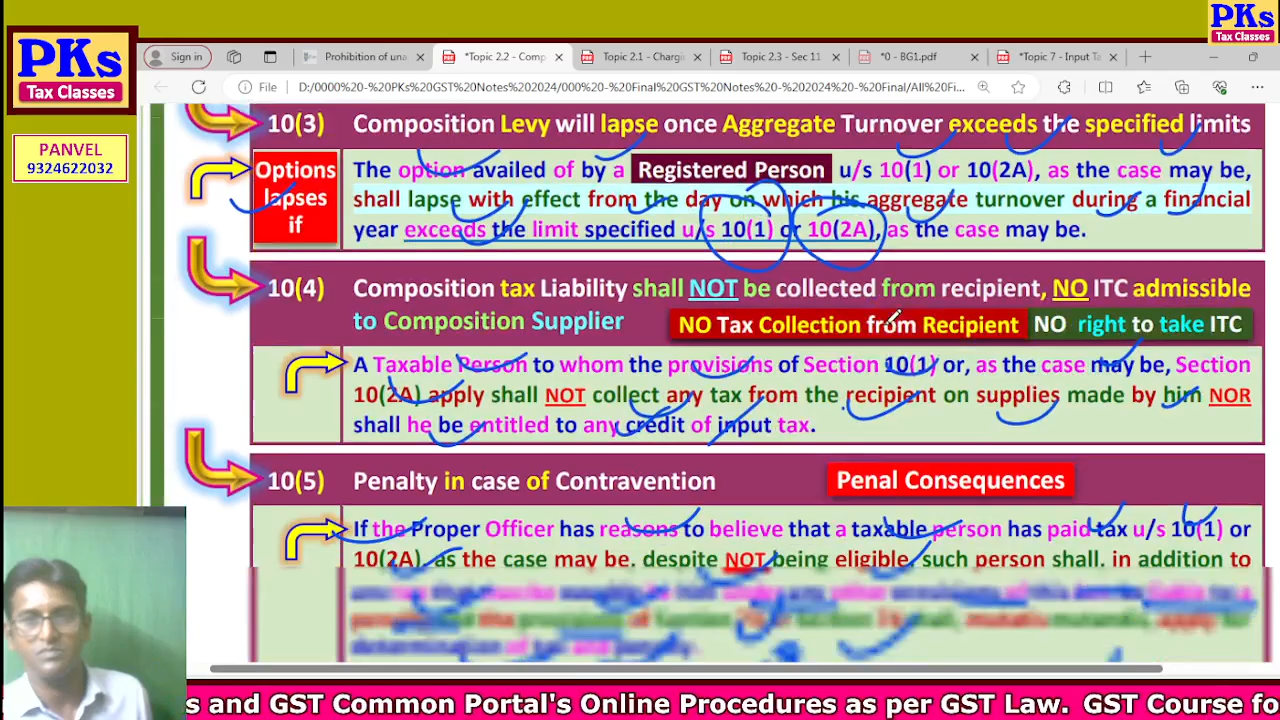 PKs
Tax Classes
PKs
Tax Classes
PANVEL
9324622032
Sign in
Prohibition of una
*Topic 2.2 - Comp
Topic 2.1 - Chargin
Topic 2.3 - Sec 11
*0 - BG1.pdf
*Topic 7 - Input Ta
File
D:/0000%20-%20PKs%20GST%20Notes%202024/000%20-%20Final%20GST%20Notes%202024%20-%20Final/All%20Fi...
10(3) Composition Levy will lapse once Aggregate Turnover exceeds the specified limits
Options lapses if
The option availed of by a Registered Person u/s 10(1) or 10(2A), as the case may be,
shall lapse with effect from the day on which his aggregate turnover during a financial
year exceeds the limit specified u/s 10(1) or 10(2A), as the case may be.
10(4) Composition tax Liability shall NOT be collected from recipient, NO ITC admissible
to Composition Supplier NO Tax Collection from Recipient NO right to take ITC
A Taxable Person to whom the provisions of Section 10(1) or, as the case may be, Section
10(2A) apply shall NOT collect any tax from the recipient on supplies made by him NOR
shall he be entitled to any credit of input tax.
10(5) Penalty in case of Contravention Penal Consequences
If the Proper Officer has reasons to believe that a taxable person has paid tax u/s 10(1) or
10(2A), as the case may be, despite NOT being eligible, such person shall, in addition to
s and GST Common Portal's Online Procedures as per GST Law. GST Course fo